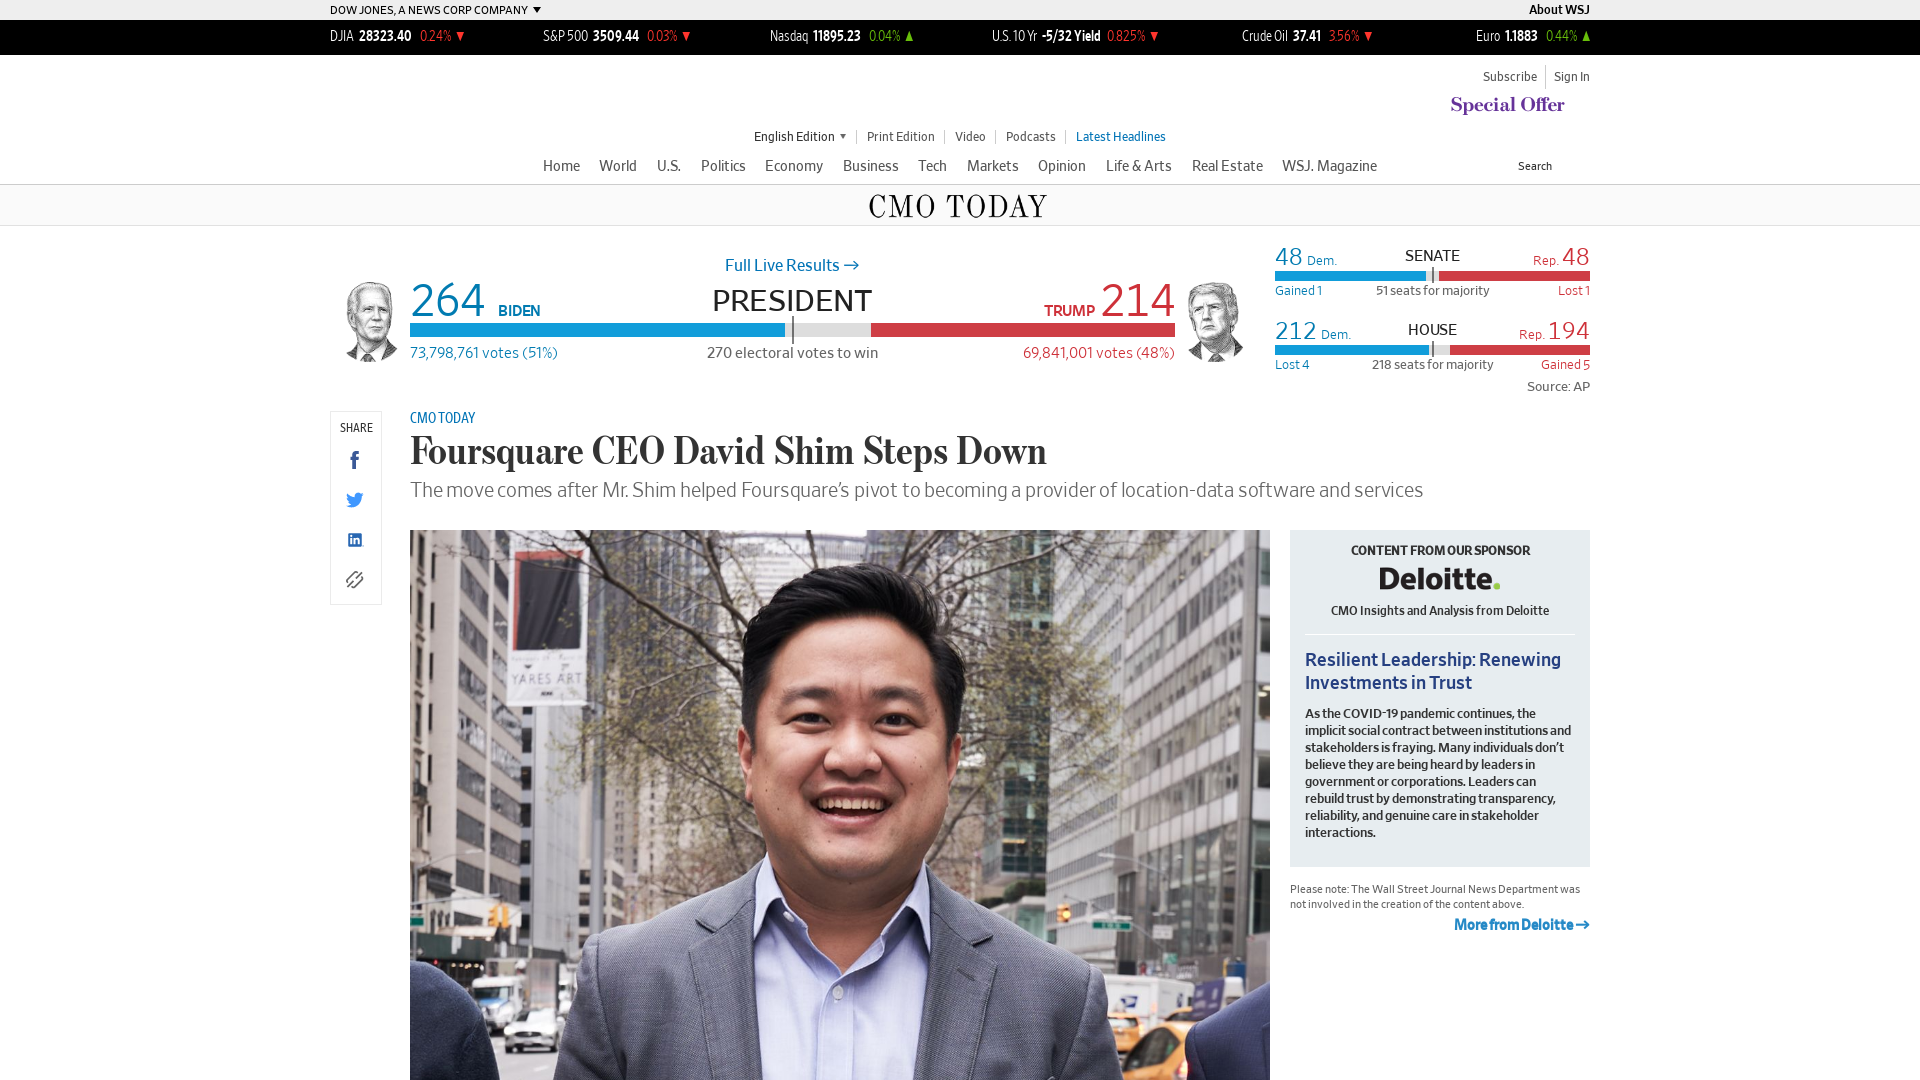 DOW JONES, A NEWS CORP COMPANY
About WSJ
DJIA 28323.40 0.24%
S&P 500 3509.44 0.03%
Nasdaq 11895.23 0.04%
U.S. 10 Yr -5/32 Yield 0.825%
Crude Oil 37.41 3.56%
Euro 1.1883 0.44%
Subscribe
Sign In
Special Offer
English Edition
Print Edition
Video
Podcasts
Latest Headlines
Home
World
U.S.
Politics
Economy
Business
Tech
Markets
Opinion
Life & Arts
Real Estate
WSJ. Magazine
Search
CMO TODAY
Full Live Results →
264 BIDEN
PRESIDENT
TRUMP 214
73,798,761 votes (51%)
270 electoral votes to win
69,841,001 votes (48%)
48 Dem.
SENATE
Rep. 48
Gained 1
51 seats for majority
Lost 1
212 Dem.
HOUSE
Rep. 194
Lost 4
218 seats for majority
Gained 5
Source: AP
SHARE
CMO TODAY
Foursquare CEO David Shim Steps Down
The move comes after Mr. Shim helped Foursquare’s pivot to becoming a provider of location-data software and services
YARES ART
CONTENT FROM OUR SPONSOR
Deloitte.
CMO Insights and Analysis from Deloitte
Resilient Leadership: Renewing
Investments in Trust
As the COVID-19 pandemic continues, the
implicit social contract between institutions and
stakeholders is fraying. Many individuals don’t
believe they are being heard by leaders in
government or corporations. Leaders can
rebuild trust by demonstrating transparency,
reliability, and genuine care in stakeholder
interactions.
Please note: The Wall Street Journal News Department was
not involved in the creation of the content above.
More from Deloitte →